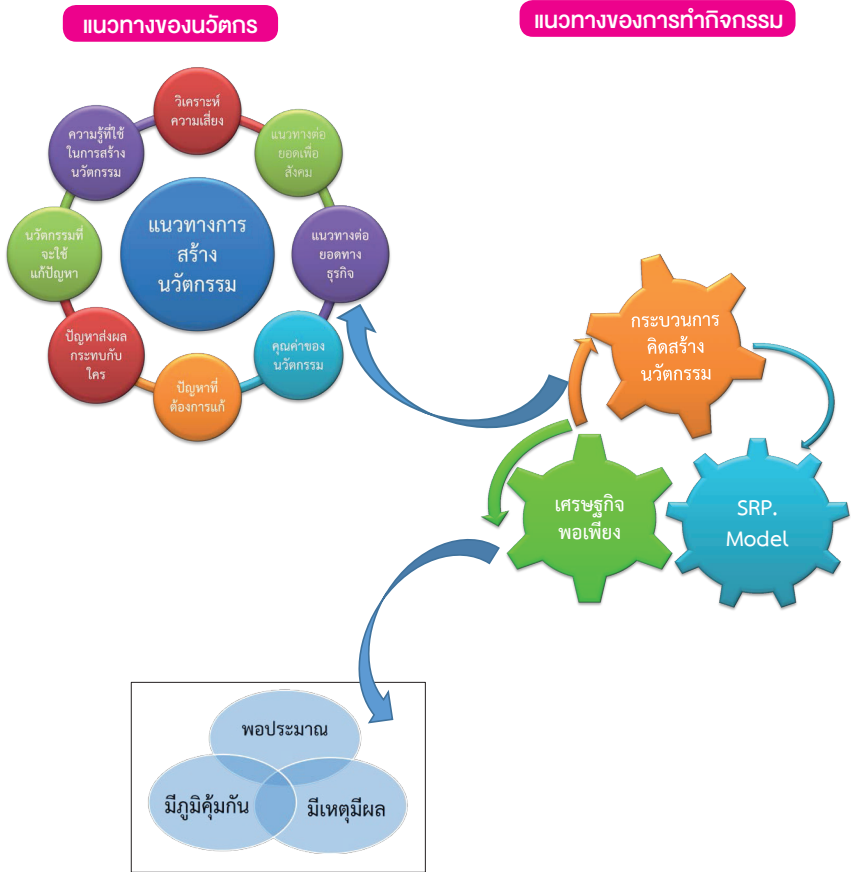 แนวทางของนวัตกร
แนวทางของการทำกิจกรรม
วิเคราะห์
ความเสี่ยง
แนวทางต่อ
ยอดเพื่อ
สังคม
แนวทางต่อ
ยอดทาง
ธุรกิจ
คุณค่าของ
นวัตกรรม
ปัญหาที่
ต้องการแก้
ปัญหาส่งผล
กระทบกับ
ใคร
นวัตกรรมที่
จะใช้
แก้ปัญหา
ความรู้ที่ใช้
ในการสร้าง
นวัตกรรม
แนวทางการ
สร้าง
นวัตกรรม
กระบวนการ
คิดสร้าง
นวัตกรรม
เศรษฐกิจ
พอเพียง
SRP.
Model
พอประมาณ
มีภูมิคุ้มกัน
มีเหตุมีผล